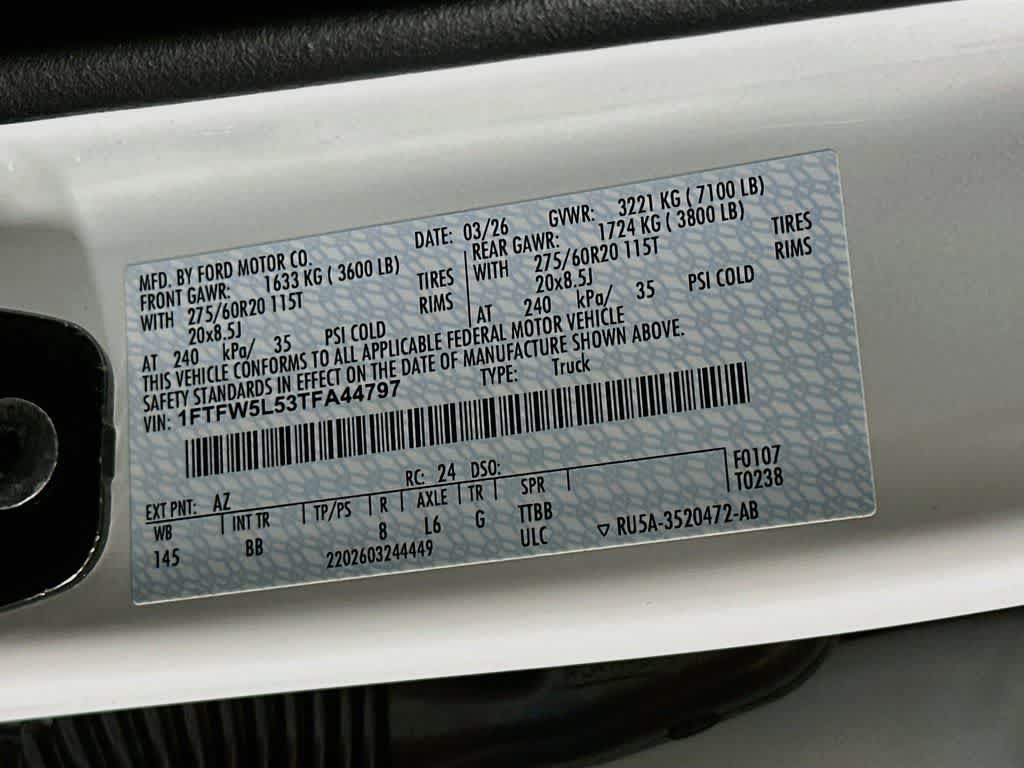 DATE: 03/26 GVWR: 3221 KG ( 7100 LB)
MFD. BY FORD MOTOR CO.
FRONT GAWR: 1633 KG ( 3600 LB)
WITH 275/60R20 115T TIRES
20x8.5J RIMS
AT 240 kPa/ 35 PSI COLD
REAR GAWR: 1724 KG ( 3800 LB)
WITH 275/60R20 115T TIRES
20x8.5J RIMS
AT 240 kPa/ 35 PSI COLD
THIS VEHICLE CONFORMS TO ALL APPLICABLE FEDERAL MOTOR VEHICLE
SAFETY STANDARDS IN EFFECT ON THE DATE OF MANUFACTURE SHOWN ABOVE.
VIN: 1FTFW5L53TFA44797 TYPE: Truck
EXT PNT: AZ RC: 24 DSO: F0107
WB INT TR TP/PS R AXLE TR SPR T0238
145 BB 8 L6 G TTBB
2202603244449 ULC ▽ RU5A-3520472-AB